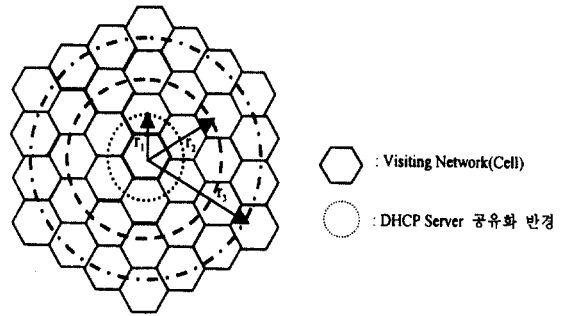 r1
r2
r3
: Visiting Network(Cell)
: DHCP Server 공유화 반경